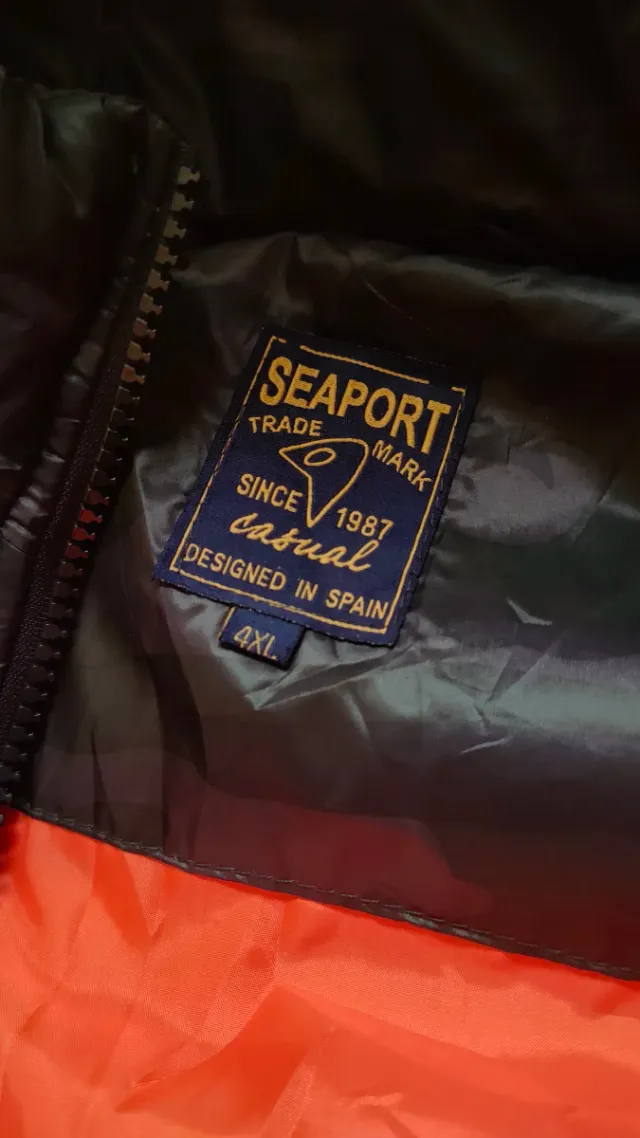 SEAPORT
TRADE MARK
SINCE 1987
casual
DESIGNED IN SPAIN
4XL